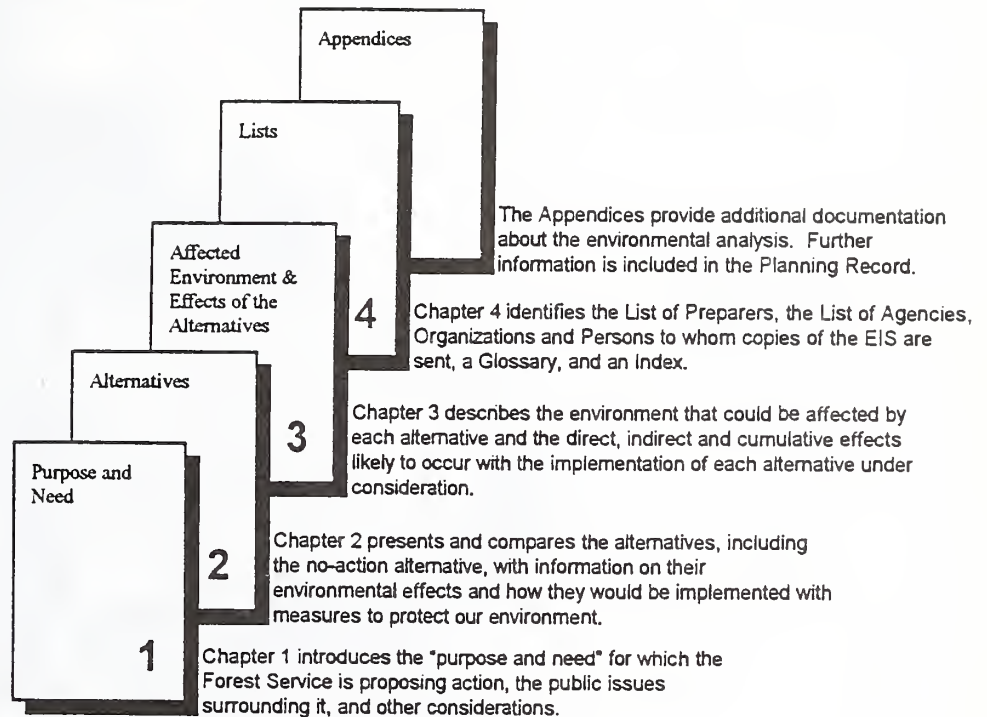 Appendices
Lists
The Appendices provide additional documentation
about the environmental analysis. Further
information is included in the Planning Record.
Affected
Environment &
Effects of the
Alternatives
4
Chapter 4 identifies the List of Preparers, the List of Agencies,
Organizations and Persons to whom copies of the EIS are
sent, a Glossary, and an Index.
Alternatives
3
Chapter 3 describes the environment that could be affected by
each alternative and the direct, indirect and cumulative effects
likely to occur with the implementation of each alternative under
consideration.
Purpose and
Need
2
Chapter 2 presents and compares the alternatives, including
the no-action alternative, with information on their
environmental effects and how they would be implemented with
measures to protect our environment.
1
Chapter 1 introduces the "purpose and need" for which the
Forest Service is proposing action, the public issues
surrounding it, and other considerations.